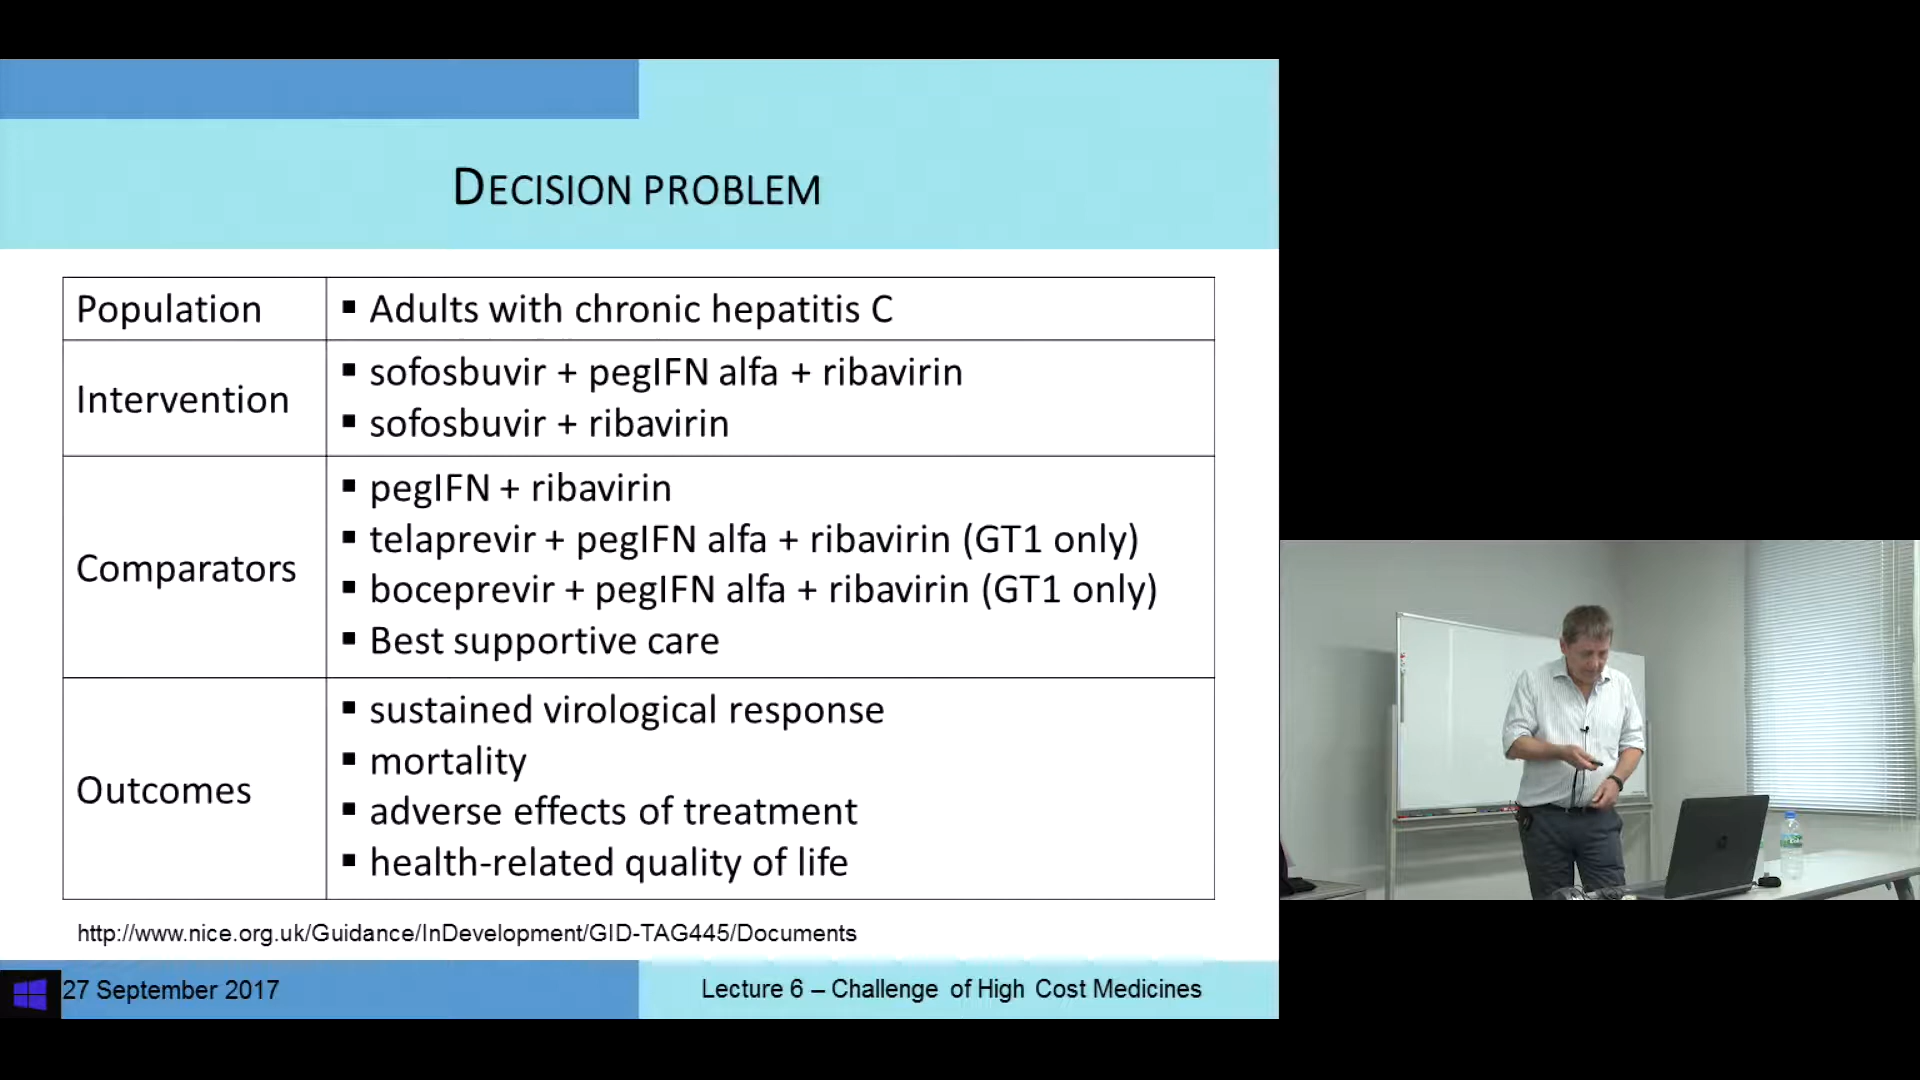 DECISION PROBLEM
Population
▪ Adults with chronic hepatitis C
Intervention
▪ sofosbuvir + pegIFN alfa + ribavirin
▪ sofosbuvir + ribavirin
Comparators
▪ pegIFN + ribavirin
▪ telaprevir + pegIFN alfa + ribavirin (GT1 only)
▪ boceprevir + pegIFN alfa + ribavirin (GT1 only)
▪ Best supportive care
Outcomes
▪ sustained virological response
▪ mortality
▪ adverse effects of treatment
▪ health-related quality of life
http://www.nice.org.uk/Guidance/InDevelopment/GID-TAG445/Documents
27 September 2017
Lecture 6 – Challenge of High Cost Medicines